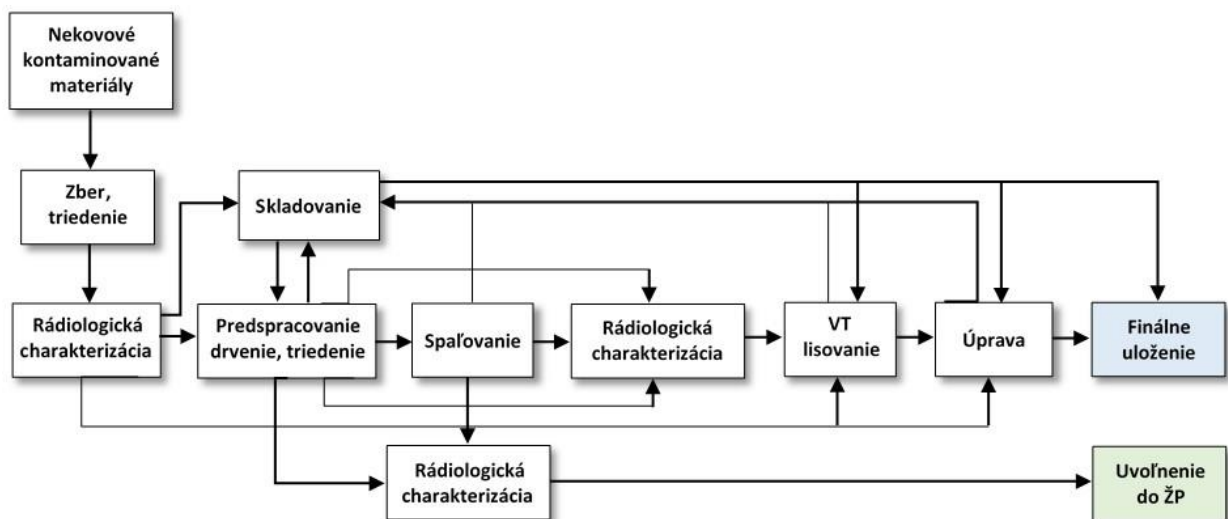 Nekovové
kontaminované
materiály
Zber,
triedenie
Skladovanie
Rádiologická
charakterizácia
Predspracovanie
drvenie, triedenie
Spaľovanie
Rádiologická
charakterizácia
VT
lisovanie
Úprava
Finálne
uloženie
Rádiologická
charakterizácia
Uvoľnenie
do ŽP